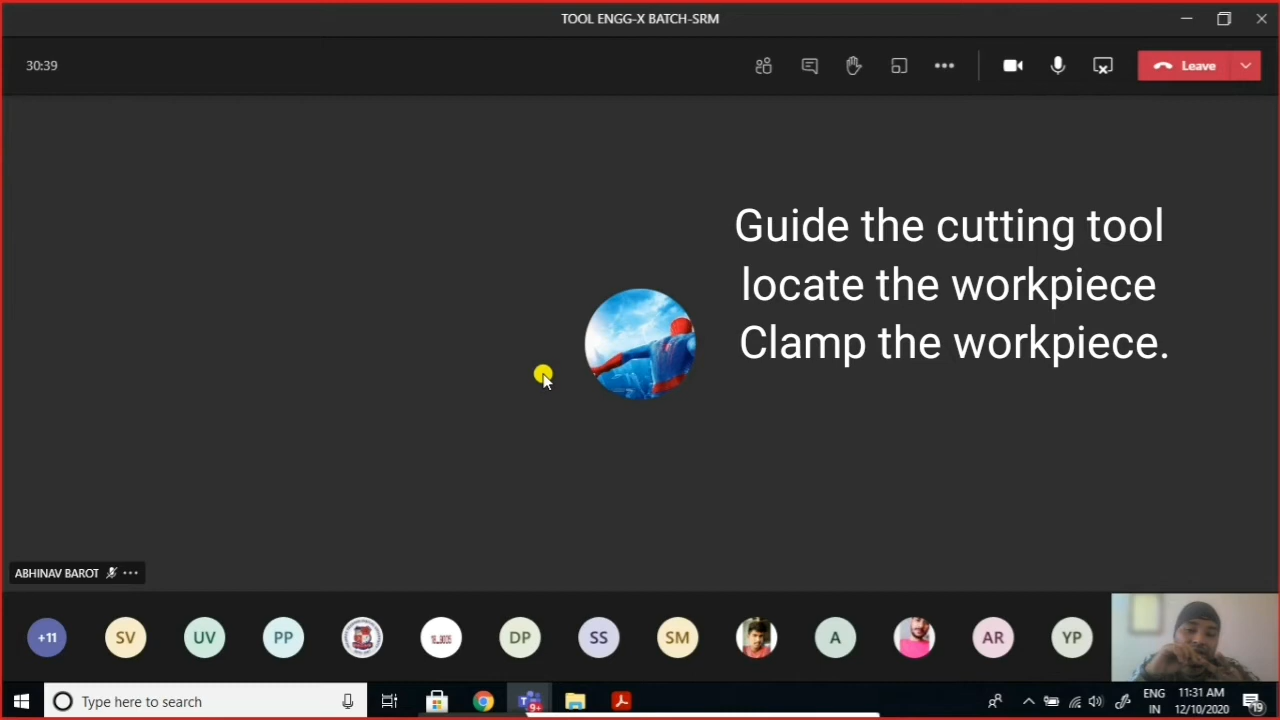 TOOL ENGG-X BATCH-SRM
30:39
Leave
Guide the cutting tool
locate the workpiece
Clamp the workpiece.
ABHINAV BAROT
+11
SV
UV
PP
DP
SS
SM
A
AR
YP
Type here to search
9+
ENG
IN
11:31 AM
12/10/2020
19